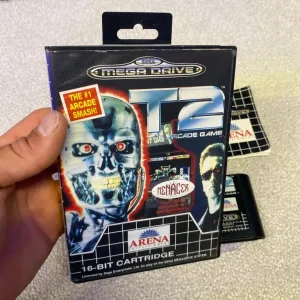 SEGA
MEGA DRIVE
THE #1
ARCADE
SMASH!
T2
THE ARCADE GAME
MENACER
ARENA
16-BIT CARTRIDGE
ARENA